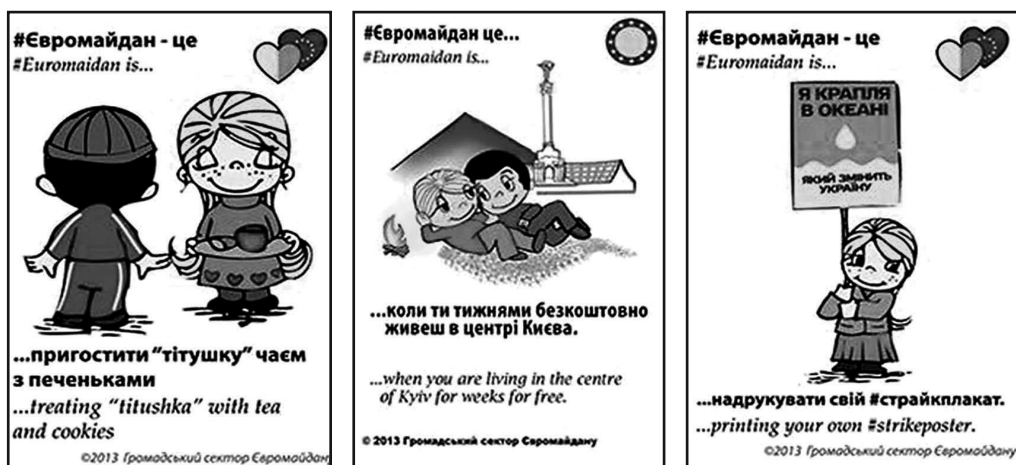 #Євромайдан - це
#Euromaidan is...
...пригостити “тітушку” чаєм
з печеньками
...treating “titushka” with tea
and cookies
©2013 Громадський сектор Євромайдану
#Євромайдан це...
#Euromaidan is...
...коли ти тижнями безкоштовно
живеш в центрі Києва.
...when you are living in the centre
of Kyiv for weeks for free.
© 2013 Громадський сектор Євромайдану
#Євромайдан - це
#Euromaidan is...
Я КРАПЛЯ
В ОКЕАНІ
ЯКИЙ ЗМІНИТЬ
УКРАЇНУ
...надрукувати свій #страйкплакат.
...printing your own #strikeposter.
©2013 Громадський сектор Євромайдану